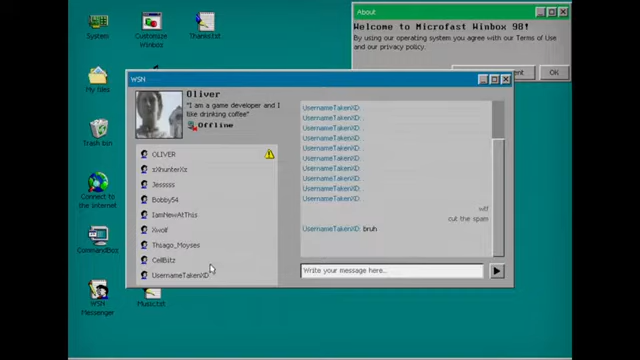 About
Welcome to Microfast Winbox 98!
By using our operating system you agree with our Terms of Use
and our privacy policy.
OK
System
Customize
Winbox
Thanks.txt
My files
Trash bin
Connect to
the internet
CommandBox
WSN
Messenger
Music.txt
WSN
Oliver
"I am a game developer and I
like drinking coffee"
Offline
OLIVER
Jesssss
Bobby54
IamNewAtThis
Xwolf
Thiago_Moyses
CellBitz
UsernameTakenXD
UsernameTakenXD:
UsernameTakenXD:
UsernameTakenXD:
UsernameTakenXD:
UsernameTakenXD:
UsernameTakenXD:
UsernameTakenXD:
UsernameTakenXD:
UsernameTakenXD:
UsernameTakenXD:
wtf
cut the spam
UsernameTakenXD: bruh
Write your message here...